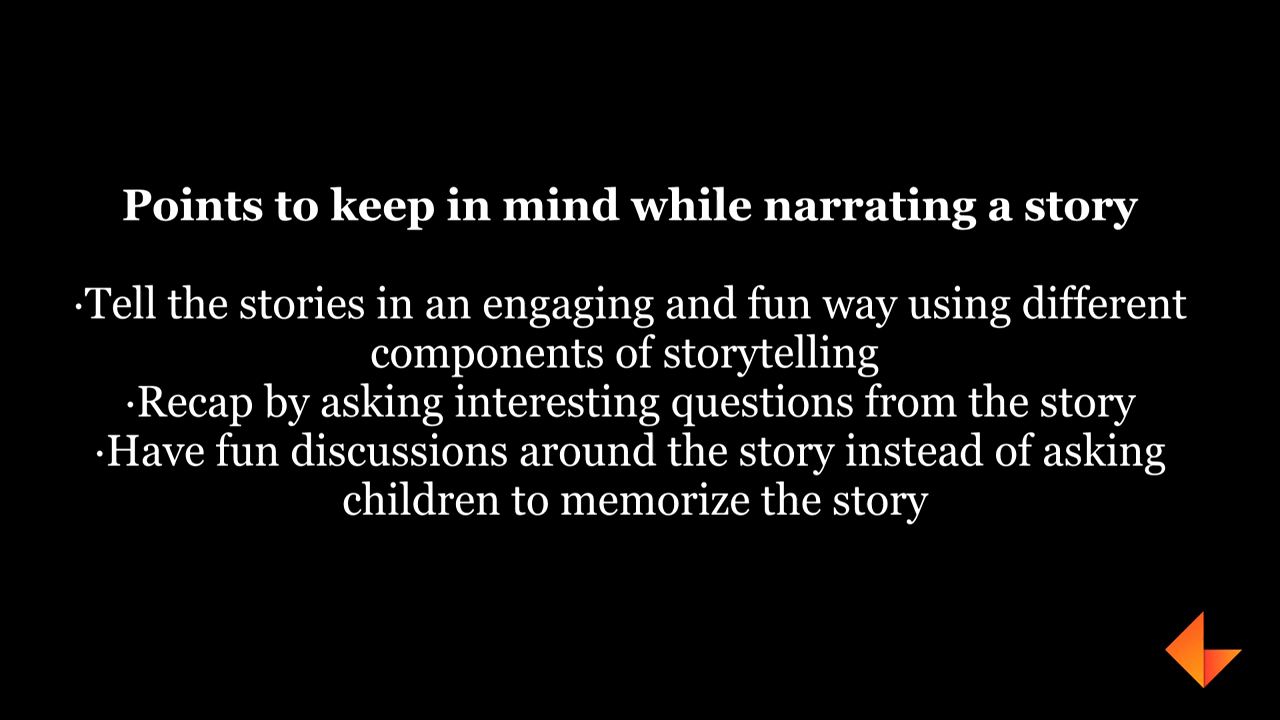 Points to keep in mind while narrating a story
·Tell the stories in an engaging and fun way using different
components of storytelling
·Recap by asking interesting questions from the story
·Have fun discussions around the story instead of asking
children to memorize the story